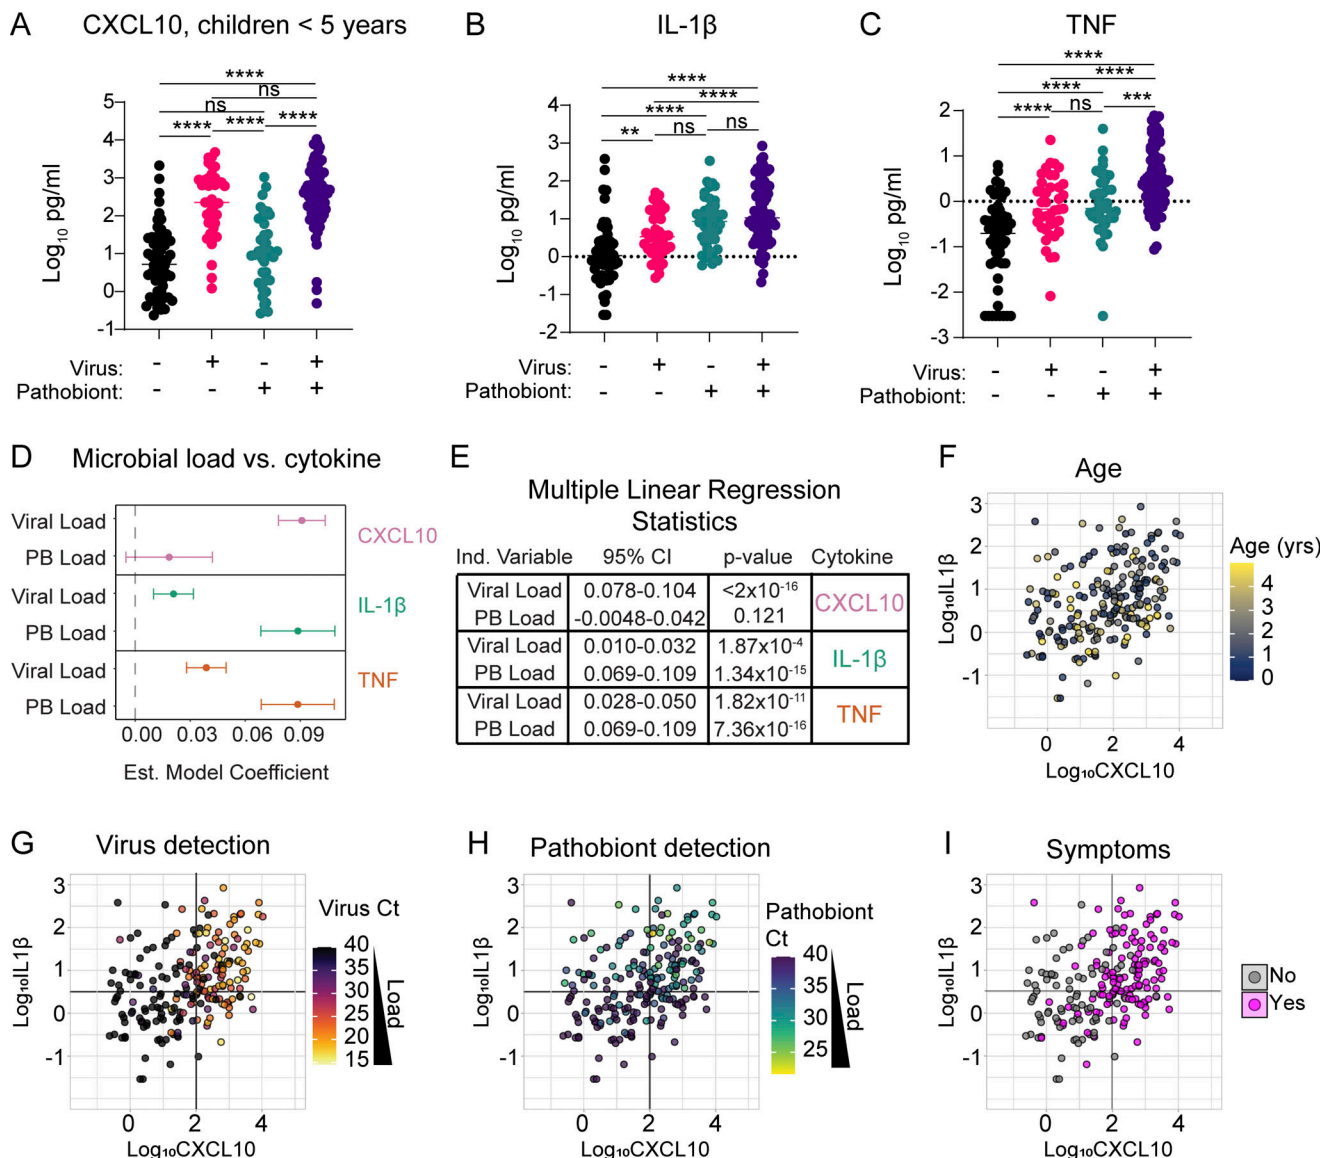 A CXCL10, children < 5 years
****
ns
ns
**** **** ****
5
4
3
2
1
0
-1
Log10 pg/ml
Virus: - + - +
Pathobiont: - - + +
B IL-1β
****
****
****
** ns ns
4
3
2
1
0
-1
-2
Log10 pg/ml
- + - +
- - + +
C TNF
****
****
****
**** ns ***
2
1
0
-1
-2
-3
Log10 pg/ml
Virus: - + - +
Pathobiont: - - + +
D Microbial load vs. cytokine
Viral Load
PB Load
CXCL10
Viral Load
PB Load
IL-1β
Viral Load
PB Load
TNF
0.00 0.03 0.06 0.09
Est. Model Coefficient
E Multiple Linear Regression
Statistics
Ind. Variable 95% CI p-value Cytokine
Viral Load 0.078-0.104 <2x10-16 CXCL10
PB Load -0.0048-0.042 0.121
Viral Load 0.010-0.032 1.87x10-4 IL-1β
PB Load 0.069-0.109 1.34x10-15
Viral Load 0.028-0.050 1.82x10-11 TNF
PB Load 0.069-0.109 7.36x10-16
F Age
3
2
1
0
-1
Log10IL1β
0 2 4
Log10CXCL10
Age (yrs)
4
3
2
1
0
G Virus detection
3
2
1
0
-1
Log10IL1β
0 2 4
Log10CXCL10
Virus Ct
40
35
30
25
20
15
Load
H Pathobiont detection
3
2
1
0
-1
Log10IL1β
0 2 4
Log10CXCL10
Pathobiont
Ct
40
35
30
25
Load
I Symptoms
3
2
1
0
-1
Log10IL1β
0 2 4
Log10CXCL10
No
Yes